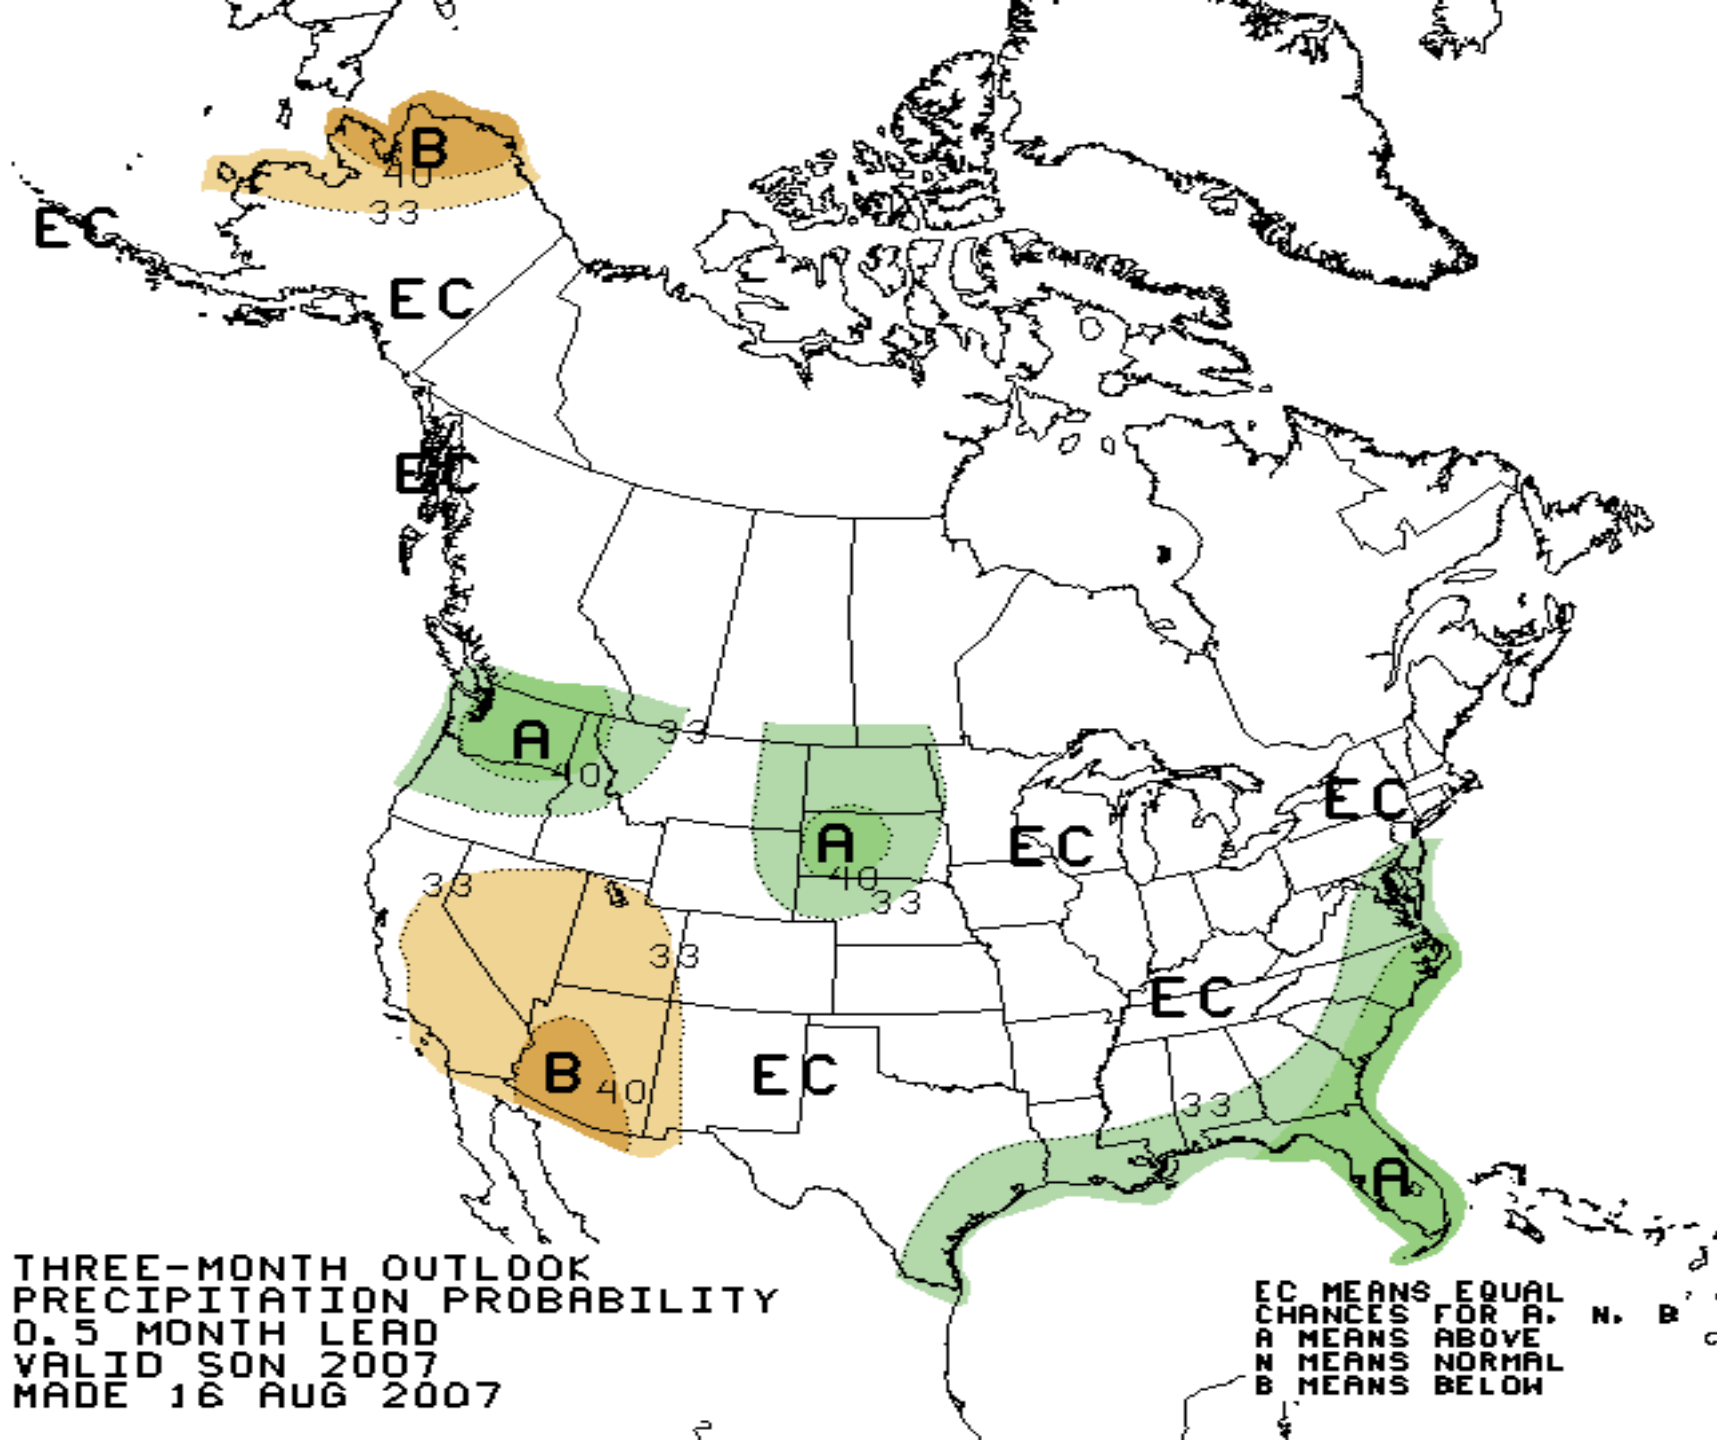 B
40
33
EC
EC
EC
A
33
40
A
40
33
EC
EC
33
33
B
40
EC
EC
33
A
THREE-MONTH OUTLOOK
PRECIPITATION PROBABILITY
0.5 MONTH LEAD
VALID SON 2007
MADE 16 AUG 2007
EC MEANS EQUAL
CHANCES FOR A. N. B
A MEANS ABOVE
N MEANS NORMAL
B MEANS BELOW